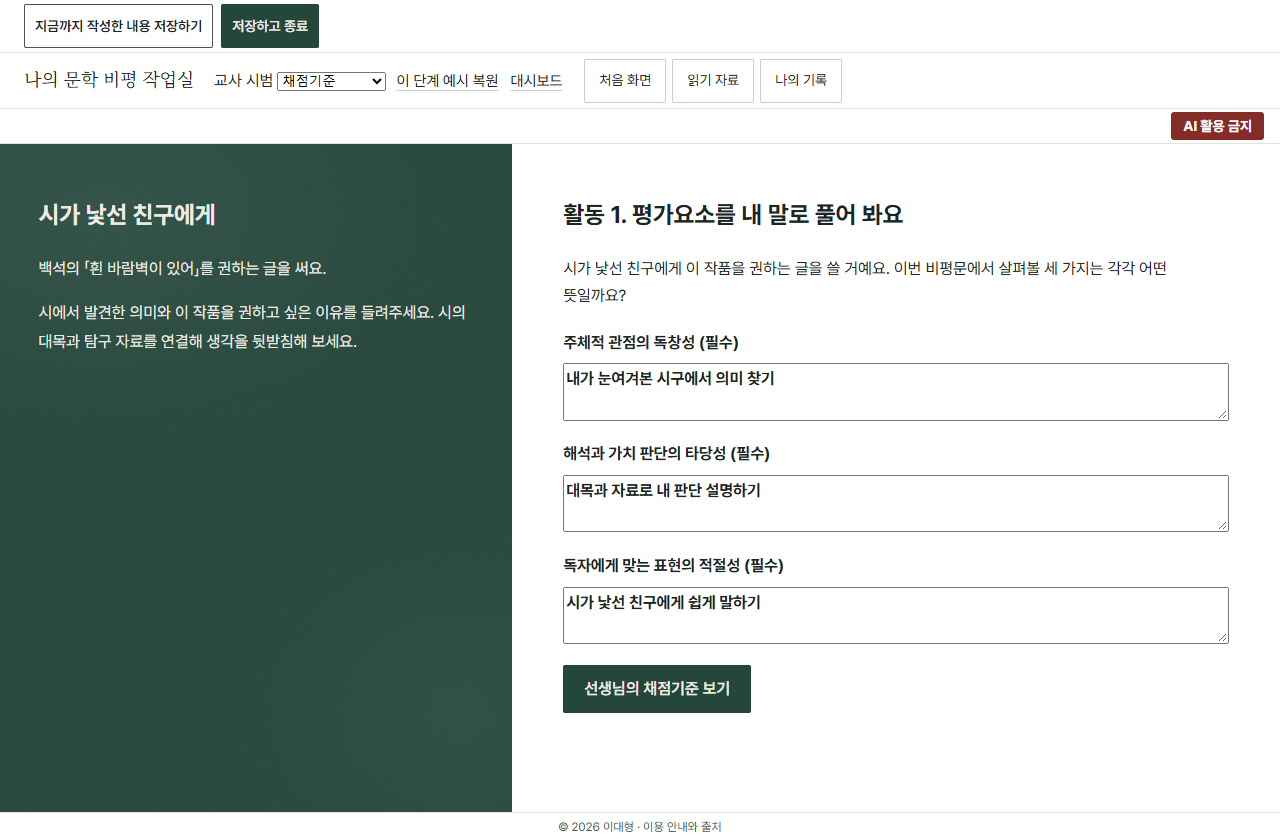 지금까지 작성한 내용 저장하기 저장하고 종료
나의 문학 비평 작업실 교사 시범 채점기준 이 단계 예시 복원 대시보드 처음 화면 읽기 자료 나의 기록
AI 활용 금지
시가 낯선 친구에게
백석의 「흰 바람벽이 있어」를 권하는 글을 써요.
시에서 발견한 의미와 이 작품을 권하고 싶은 이유를 들려주세요. 시의
대목과 탐구 자료를 연결해 생각을 뒷받침해 보세요.
활동 1. 평가요소를 내 말로 풀어 봐요
시가 낯선 친구에게 이 작품을 권하는 글을 쓸 거예요. 이번 비평문에서 살펴볼 세 가지는 각각 어떤
뜻일까요?
주체적 관점의 독창성 (필수)
내가 눈여겨본 시구에서 의미 찾기
해석과 가치 판단의 타당성 (필수)
대목과 자료로 내 판단 설명하기
독자에게 맞는 표현의 적절성 (필수)
시가 낯선 친구에게 쉽게 말하기
선생님의 채점기준 보기
© 2026 이대형 · 이용 안내와 출처